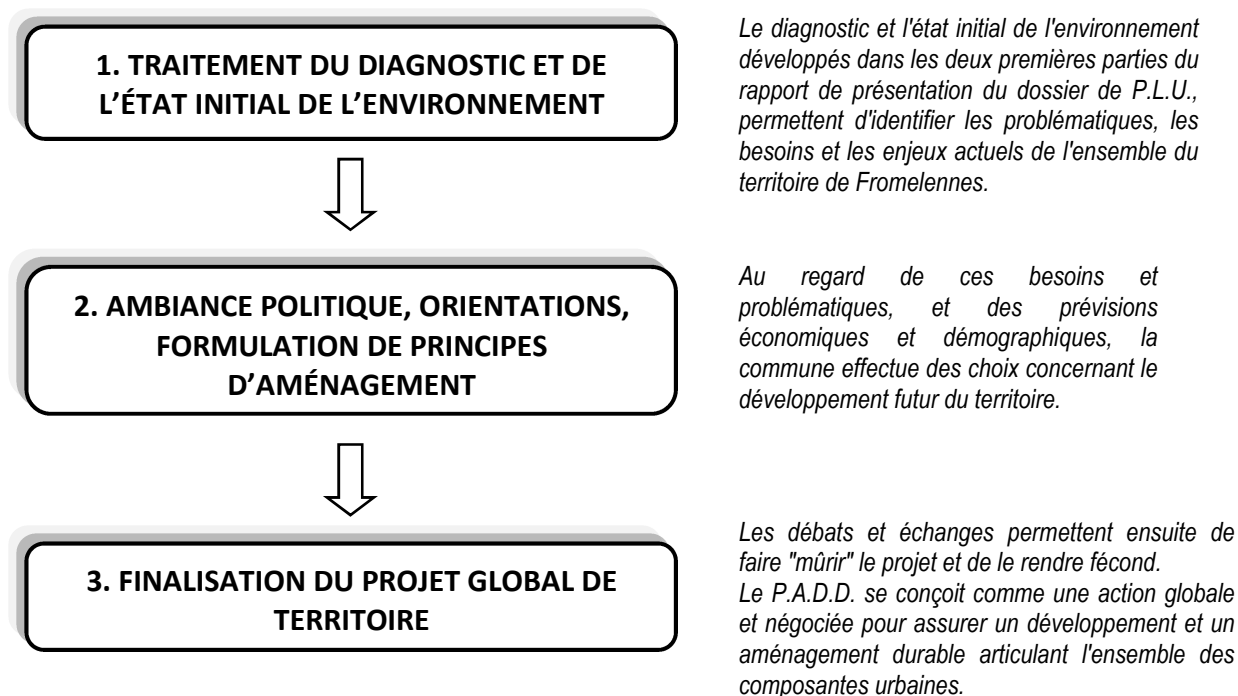 1. TRAITEMENT DU DIAGNOSTIC ET DE
L’ÉTAT INITIAL DE L’ENVIRONNEMENT
Le diagnostic et l'état initial de l'environnement
développés dans les deux premières parties du
rapport de présentation du dossier de P.L.U.,
permettent d'identifier les problématiques, les
besoins et les enjeux actuels de l'ensemble du
territoire de Fromelennes.
2. AMBIANCE POLITIQUE, ORIENTATIONS,
FORMULATION DE PRINCIPES
D’AMÉNAGEMENT
Au regard de ces besoins et
problématiques, et des prévisions
économiques et démographiques, la
commune effectue des choix concernant le
développement futur du territoire.
3. FINALISATION DU PROJET GLOBAL DE
TERRITOIRE
Les débats et échanges permettent ensuite de
faire "mûrir" le projet et de le rendre fécond.
Le P.A.D.D. se conçoit comme une action globale
et négociée pour assurer un développement et un
aménagement durable articulant l'ensemble des
composantes urbaines.